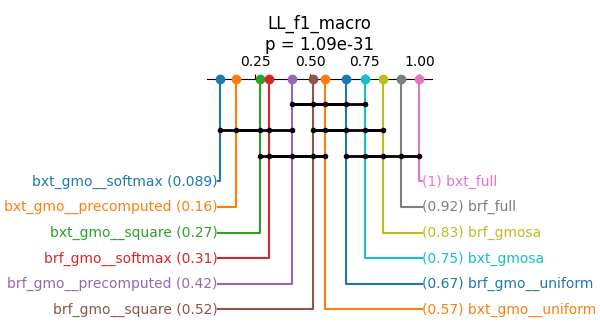 LL_f1_macro
p = 1.09e-31
0.25 0.50 0.75 1.00
bxt_gmo__softmax (0.089) (1) bxt_full
bxt_gmo__precomputed (0.16) (0.92) brf_full
bxt_gmo__square (0.27) (0.83) brf_gmosa
brf_gmo__softmax (0.31) (0.75) bxt_gmosa
brf_gmo__precomputed (0.42) (0.67) brf_gmo__uniform
brf_gmo__square (0.52) (0.57) bxt_gmo__uniform